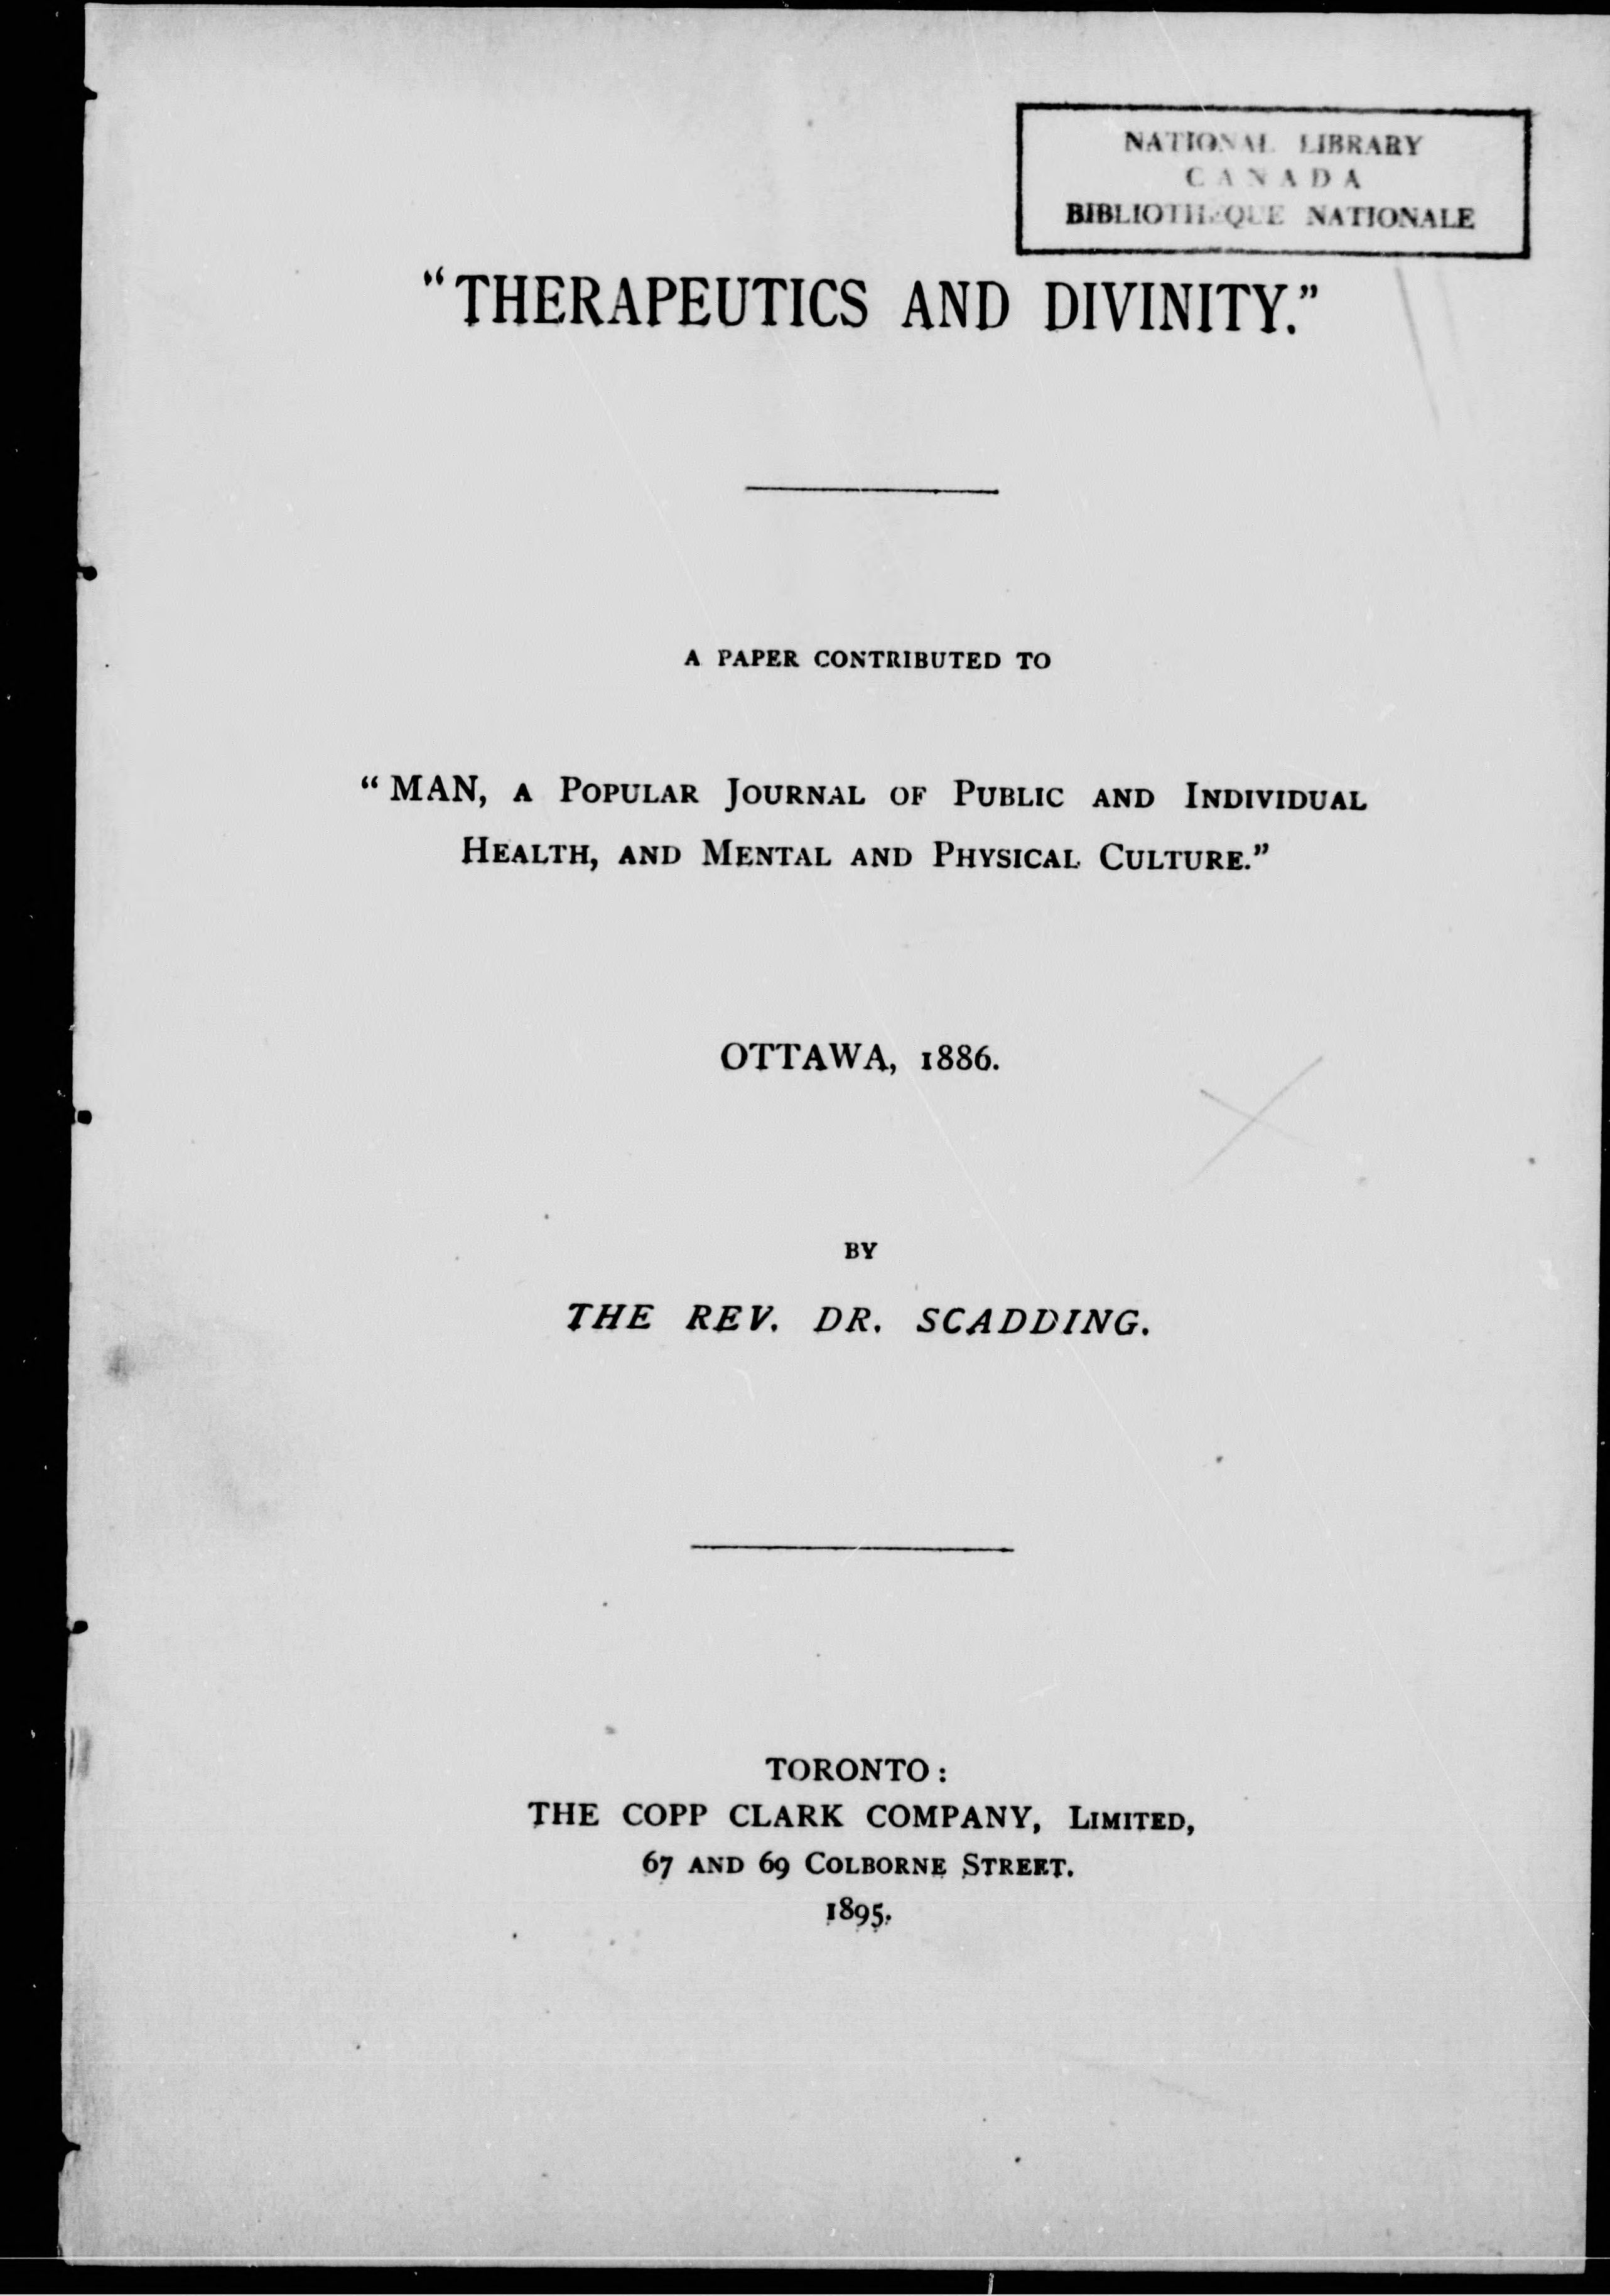 NATIONAL LIBRARY
CANADA
BIBLIOTHEQUE NATIONALE
"THERAPEUTICS AND DIVINITY."
A PAPER CONTRIBUTED TO
"MAN, A POPULAR JOURNAL OF PUBLIC AND INDIVIDUAL
HEALTH, AND MENTAL AND PHYSICAL CULTURE."
OTTAWA, 1886.
BY
THE REV. DR. SCADDING.
TORONTO:
THE COPP CLARK COMPANY, LIMITED,
67 AND 69 COLBORNE STREET.
1895.